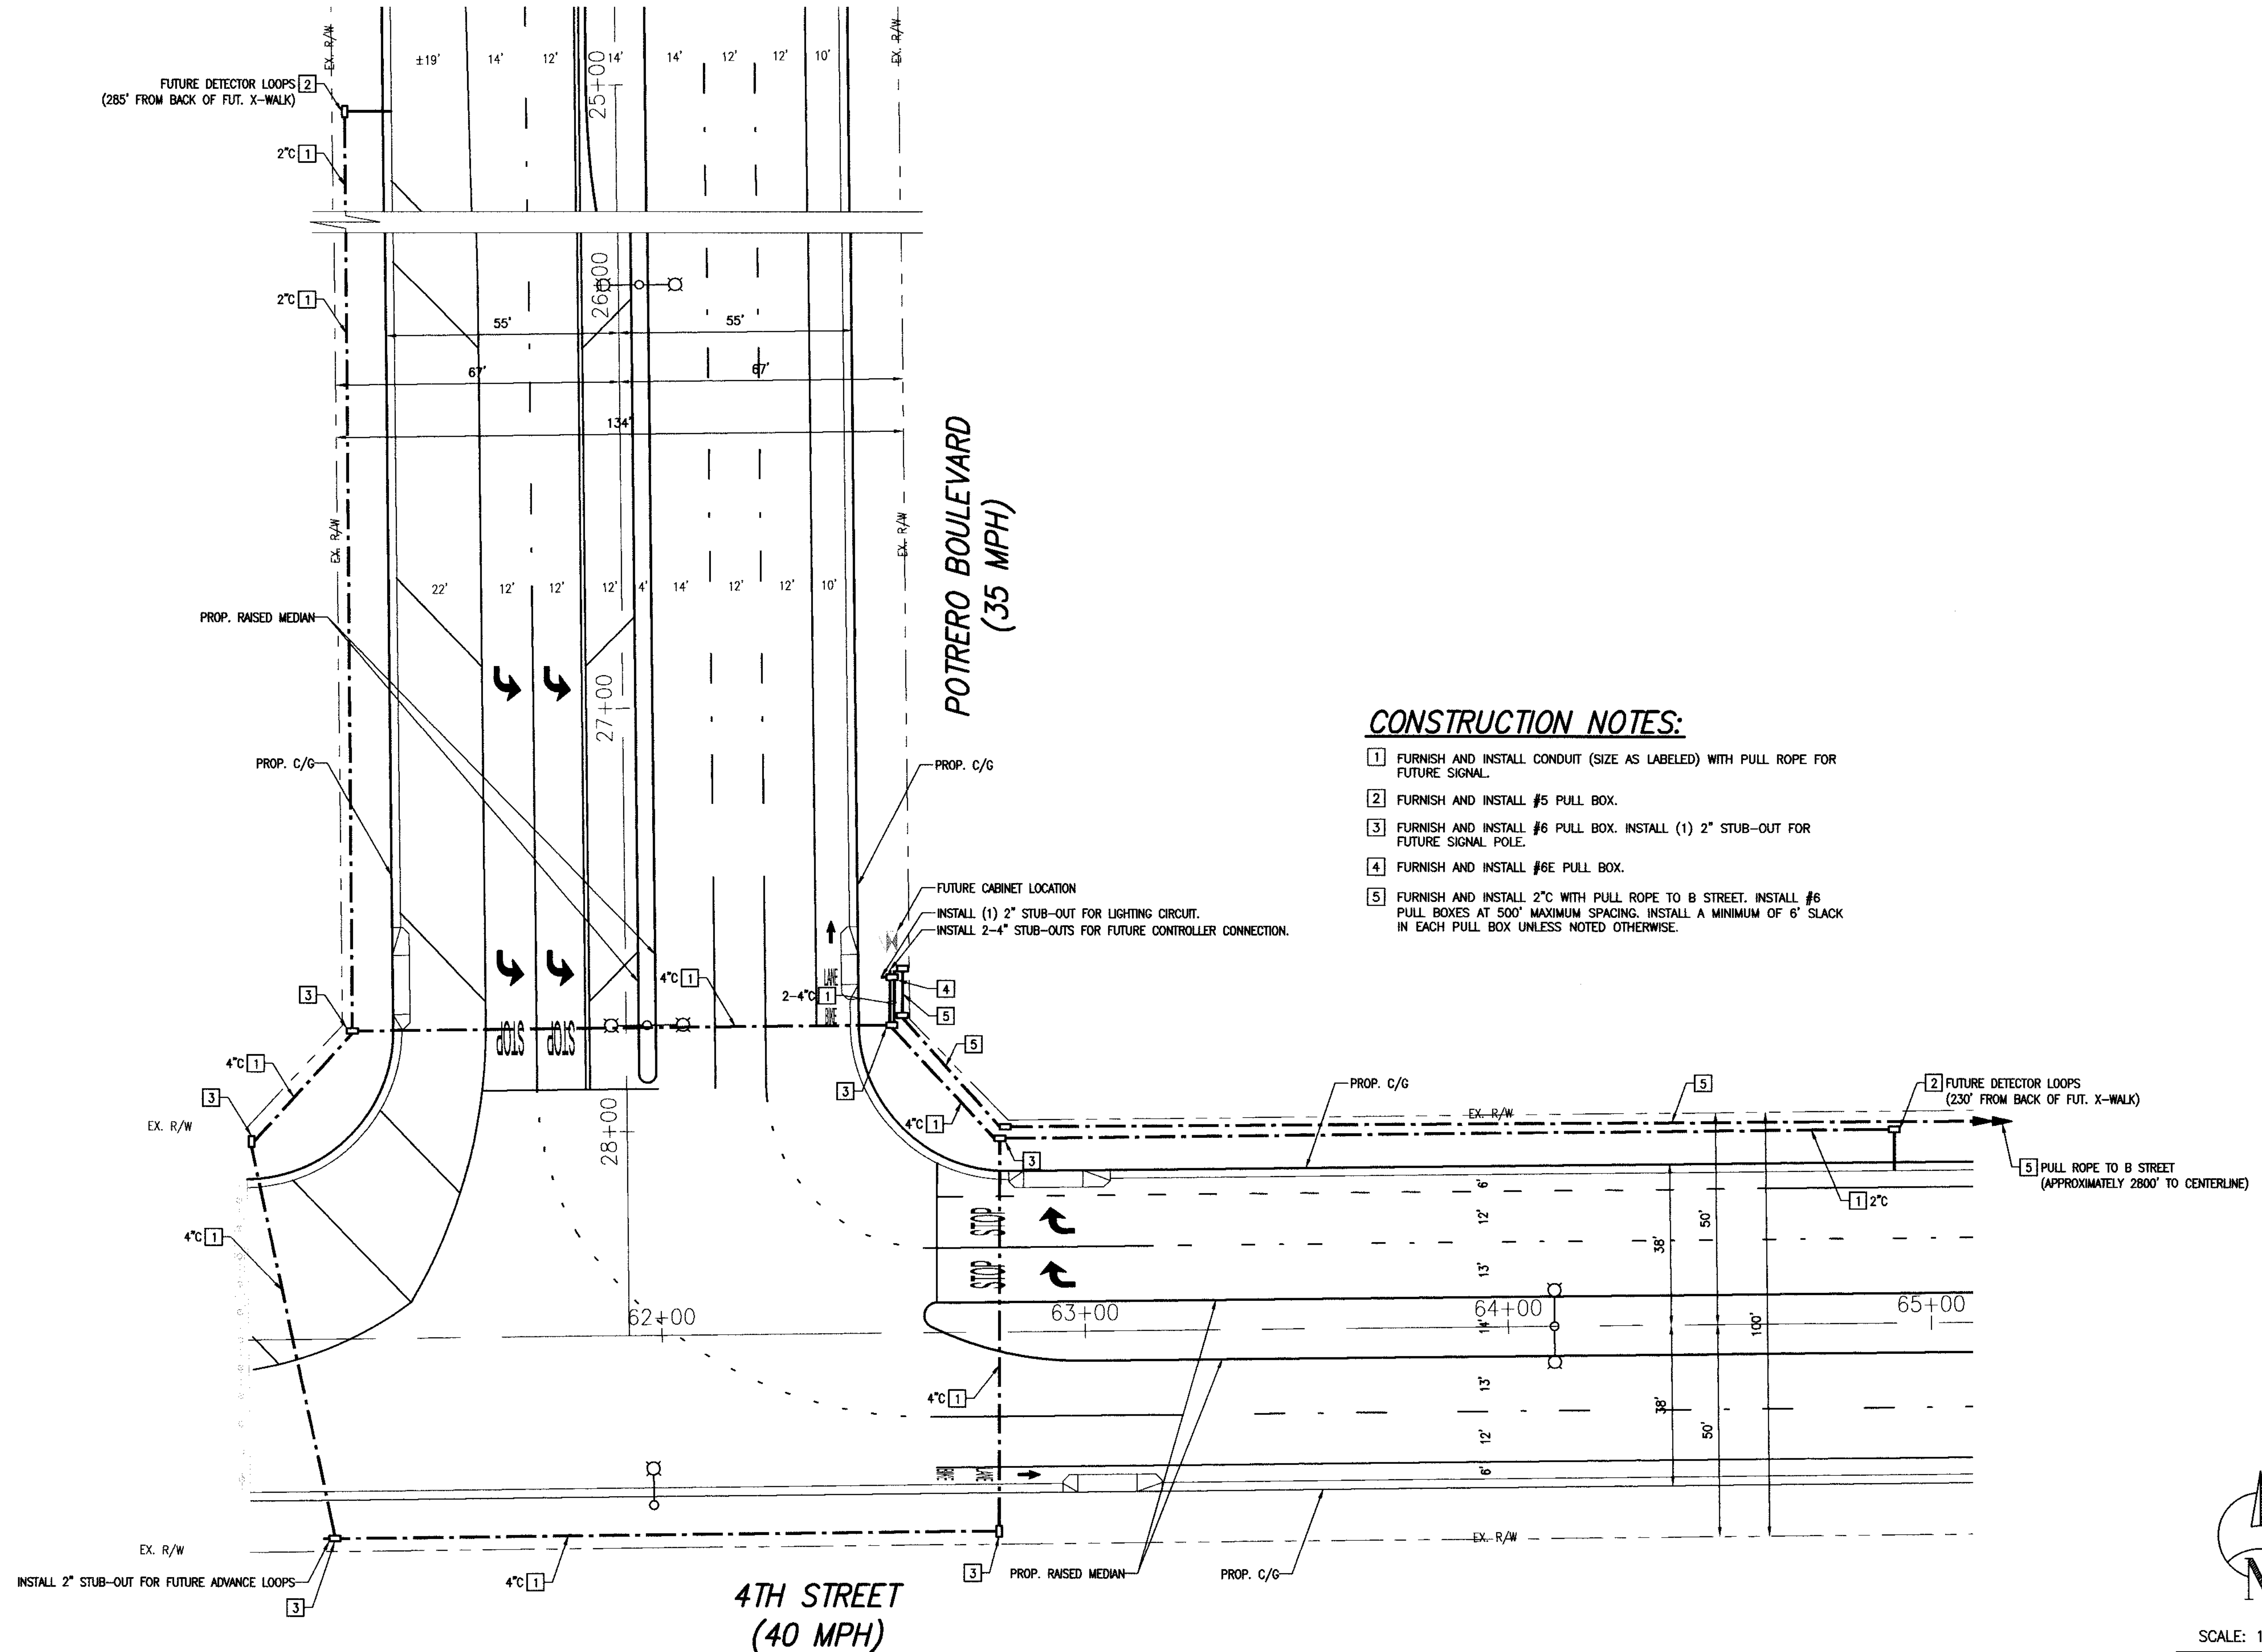 EX. R/W
EX. R/W
±19'
14'
12'
14'
14'
12'
12'
10'
25+00
FUTURE DETECTOR LOOPS 2
(285' FROM BACK OF FUT. X-WALK)
2"C 1
2"C 1
26+00
55'
55'
67'
67'
134'
POTRERO BOULEVARD
(35 MPH)
EX. R/W
EX. R/W
22'
12'
12'
12'
4'
14'
12'
12'
10'
PROP. RAISED MEDIAN
27+00
PROP. C/G
PROP. C/G
CONSTRUCTION NOTES:
1 FURNISH AND INSTALL CONDUIT (SIZE AS LABELED) WITH PULL ROPE FOR
FUTURE SIGNAL.
2 FURNISH AND INSTALL #5 PULL BOX.
3 FURNISH AND INSTALL #6 PULL BOX. INSTALL (1) 2" STUB-OUT FOR
FUTURE SIGNAL POLE.
4 FURNISH AND INSTALL #6E PULL BOX.
5 FURNISH AND INSTALL 2"C WITH PULL ROPE TO B STREET. INSTALL #6
PULL BOXES AT 500' MAXIMUM SPACING. INSTALL A MINIMUM OF 6' SLACK
IN EACH PULL BOX UNLESS NOTED OTHERWISE.
FUTURE CABINET LOCATION
INSTALL (1) 2" STUB-OUT FOR LIGHTING CIRCUIT.
INSTALL 2-4" STUB-OUTS FOR FUTURE CONTROLLER CONNECTION.
4"C 1
2-4"C 1
LANE
BIKE
4
5
3
STOP
STOP
5
4"C 1
3
3
4"C 1
PROP. C/G
5
EX. R/W
2 FUTURE DETECTOR LOOPS
(230' FROM BACK OF FUT. X-WALK)
EX. R/W
28+00
3
5 PULL ROPE TO B STREET
(APPROXIMATELY 2800' TO CENTERLINE)
1 2"C
6'
12'
13'
14'
13'
12'
6'
STOP
STOP
38'
50'
100'
38'
50'
4"C 1
62+00
63+00
64+00
65+00
4"C 1
BIKE
LANE
EX. R/W
EX. R/W
INSTALL 2" STUB-OUT FOR FUTURE ADVANCE LOOPS
3
4"C 1
3
PROP. RAISED MEDIAN
PROP. C/G
4TH STREET
(40 MPH)
SCALE: 1